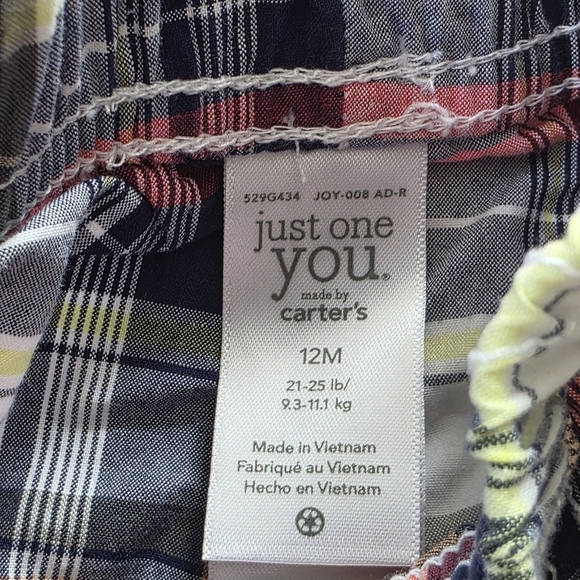 529G434 JOY-008 AD-R
just one
you®
made by
carter's
12M
21-25 lb/
9.3-11.1 kg
Made in Vietnam
Fabriqué au Vietnam
Hecho en Vietnam